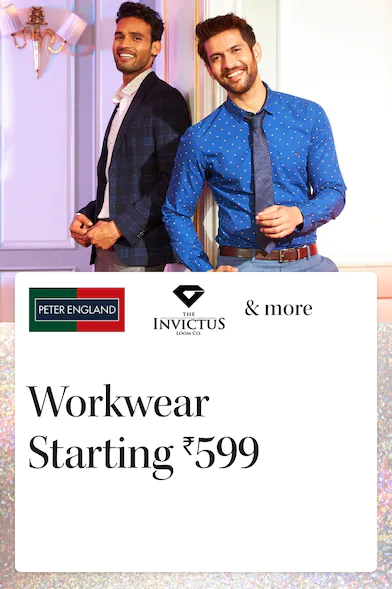 PETER ENGLAND
THE
INVICTUS
LOOM CO.
& more
Workwear
Starting ₹599